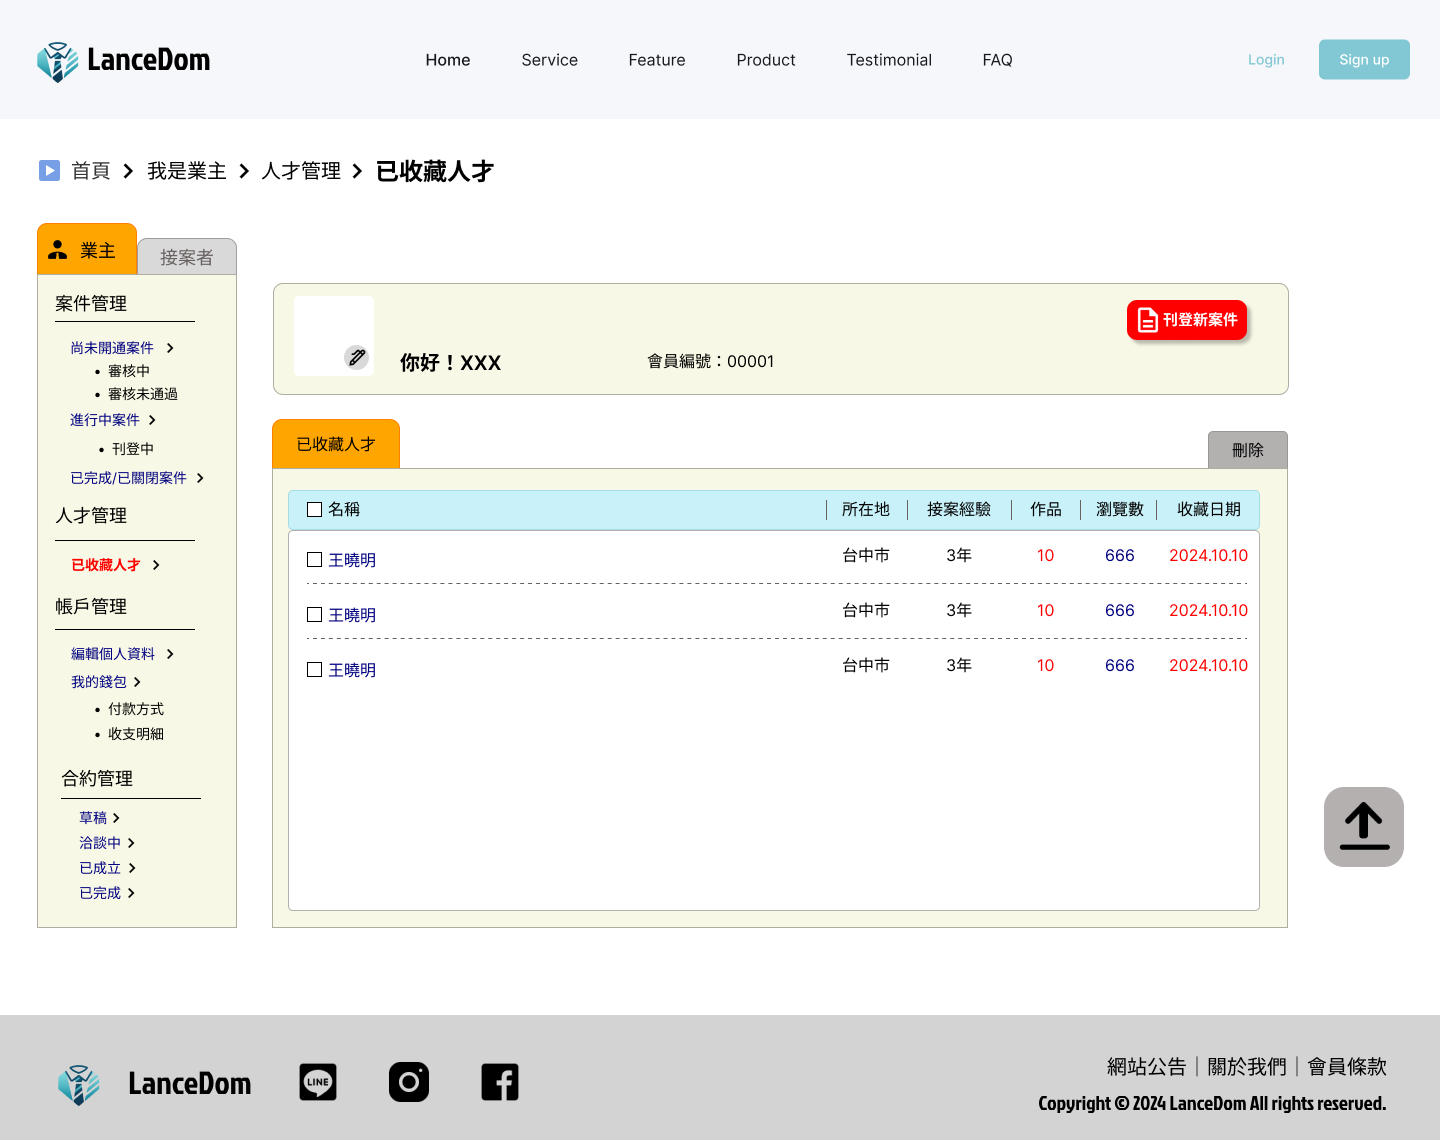 LanceDom
Home Service Feature Product Testimonial FAQ
Login Sign up
首頁 我是業主 人才管理 已收藏人才
業主 接案者
案件管理
尚未開通案件
• 審核中
• 審核未通過
進行中案件
• 刊登中
已完成/已關閉案件
人才管理
已收藏人才
帳戶管理
編輯個人資料
我的錢包
• 付款方式
• 收支明細
合約管理
草稿
洽談中
已成立
已完成
刊登新案件
你好！XXX 會員編號：00001
已收藏人才 刪除
名稱 所在地 接案經驗 作品 瀏覽數 收藏日期
王曉明 台中市 3年 10 666 2024.10.10
王曉明 台中市 3年 10 666 2024.10.10
王曉明 台中市 3年 10 666 2024.10.10
LanceDom LINE
網站公告｜關於我們｜會員條款
Copyright © 2024 LanceDom All rights reserved.